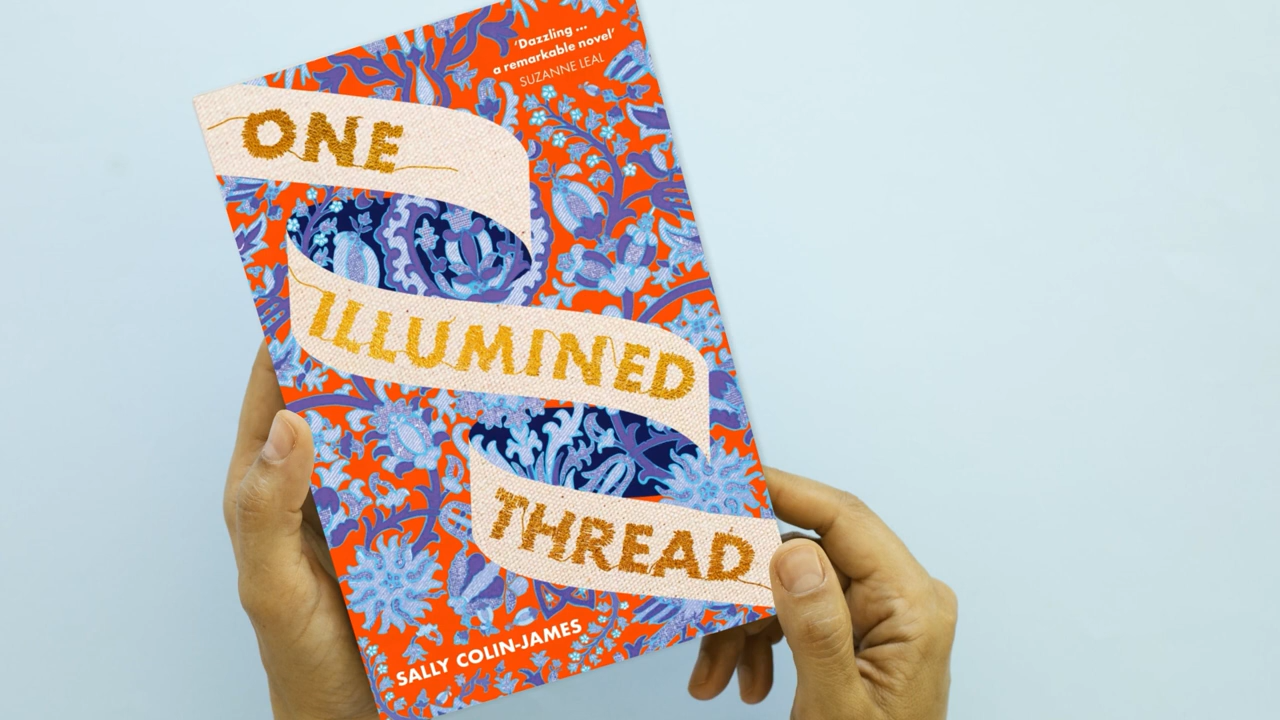 'Dazzling ...
a remarkable novel'
SUZANNE LEAL
ONE
ILLUMINED
THREAD
SALLY COLIN-JAMES